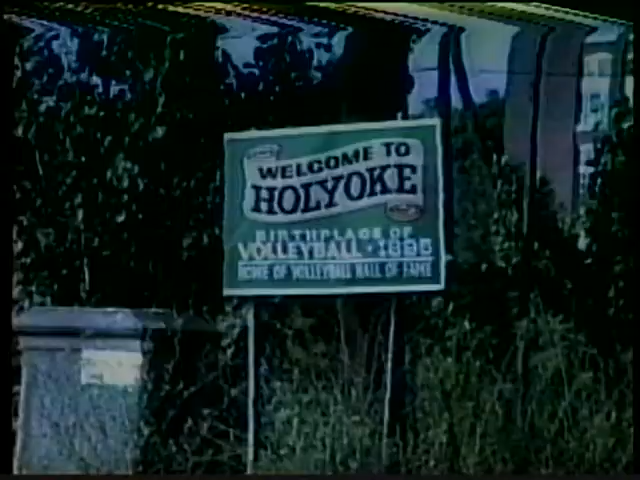 WELCOME TO
HOLYOKE
BIRTHPLACE OF
VOLLEYBALL • 1895
HOME OF VOLLEYBALL HALL OF FAME